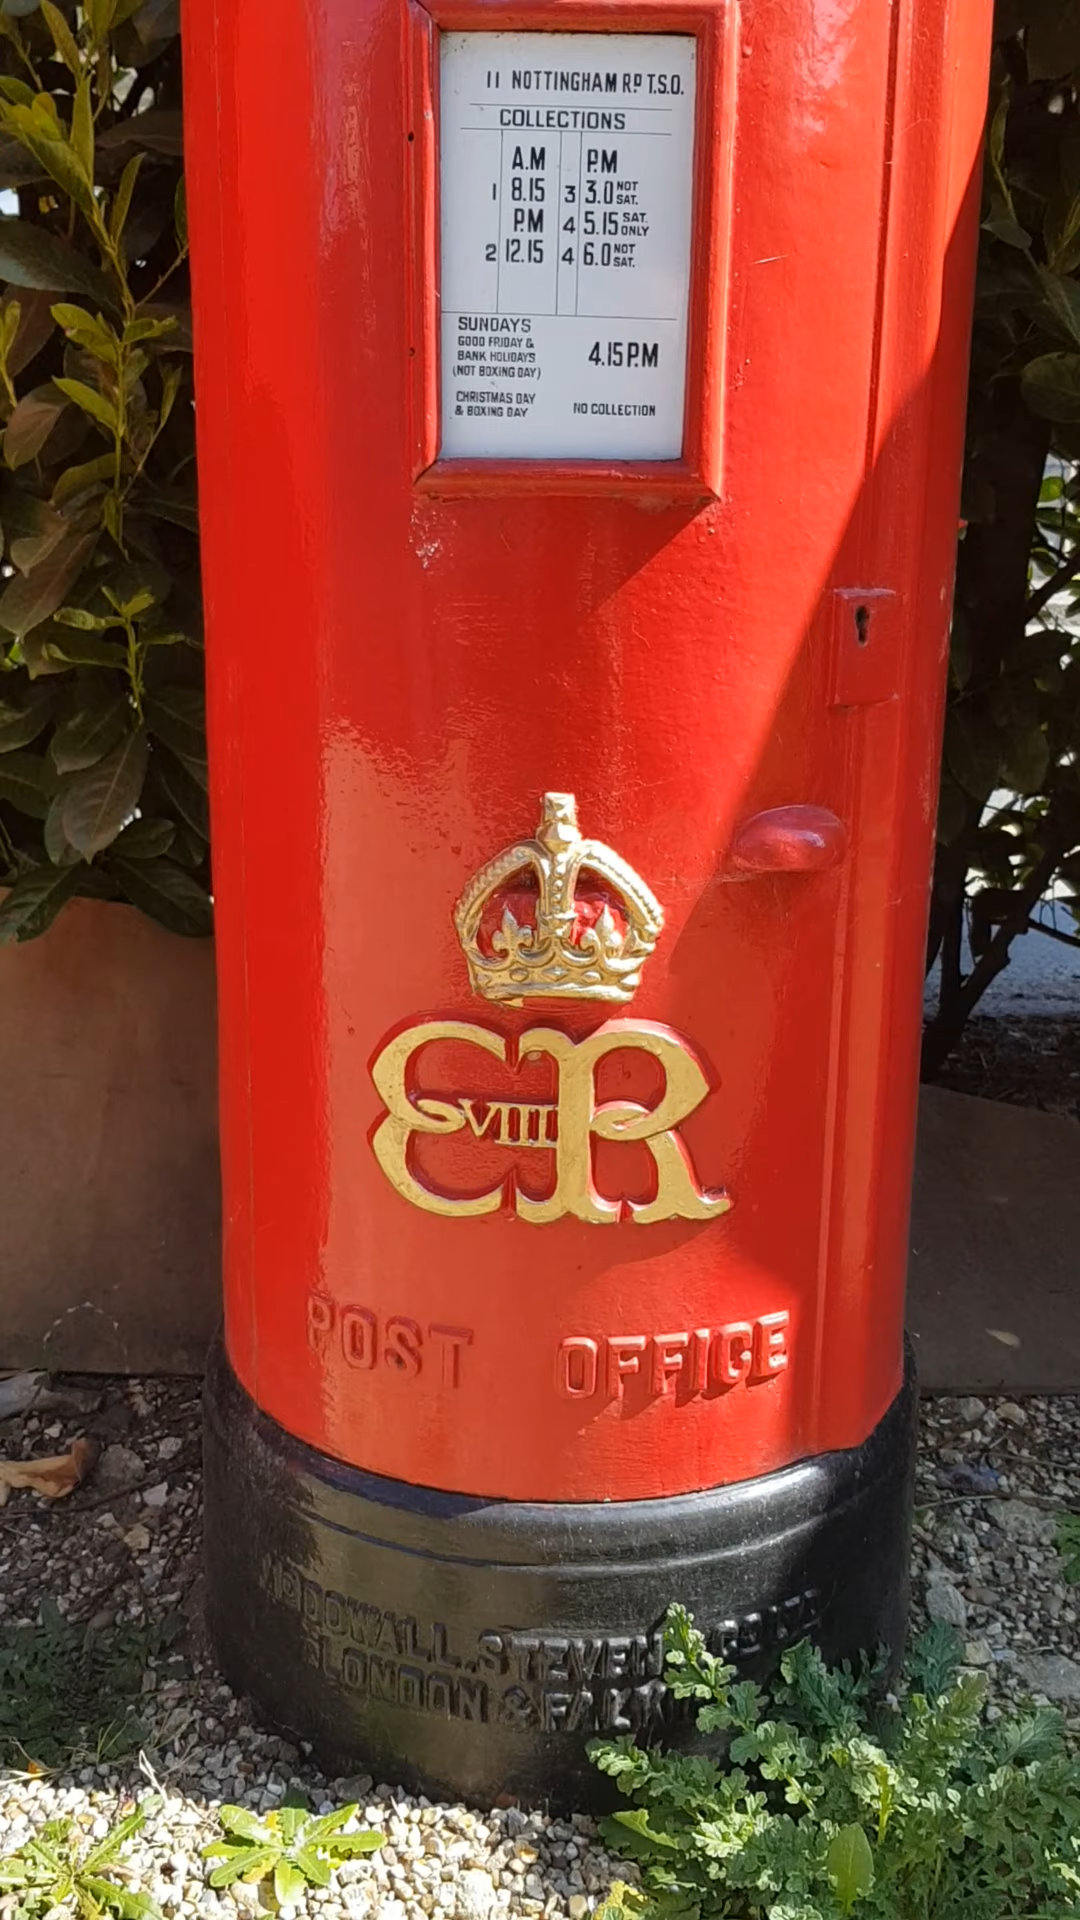 11 NOTTINGHAM Rᴰ T.S.O.
COLLECTIONS
A.M P.M
1 8.15 3 3.0 NOT SAT.
P.M 4 5.15 SAT. ONLY
2 12.15 4 6.0 NOT SAT.
SUNDAYS
GOOD FRIDAY &
BANK HOLIDAYS 4.15 P.M
(NOT BOXING DAY)
CHRISTMAS DAY
& BOXING DAY NO COLLECTION
E VIII R
POST OFFICE
MCDOWALL, STEVEN
LONDON &